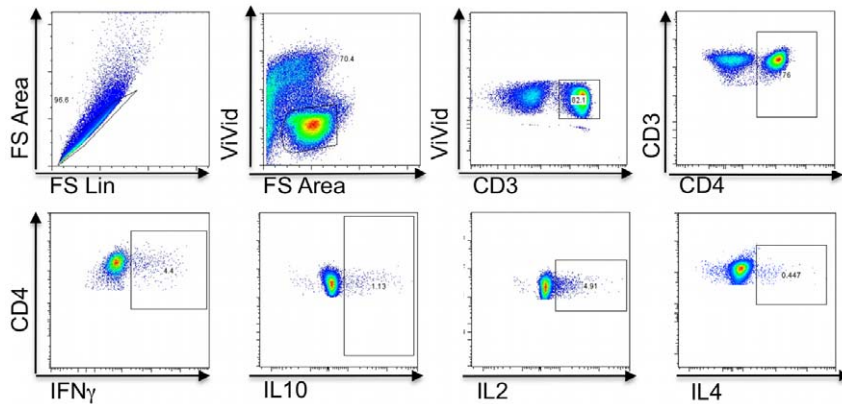 FS Area
96.6
FS Lin
ViVid
70.4
FS Area
ViVid
82.1
CD3
CD3
76
CD4
CD4
4.4
IFNγ
1.13
IL10
4.91
IL2
0.447
IL4